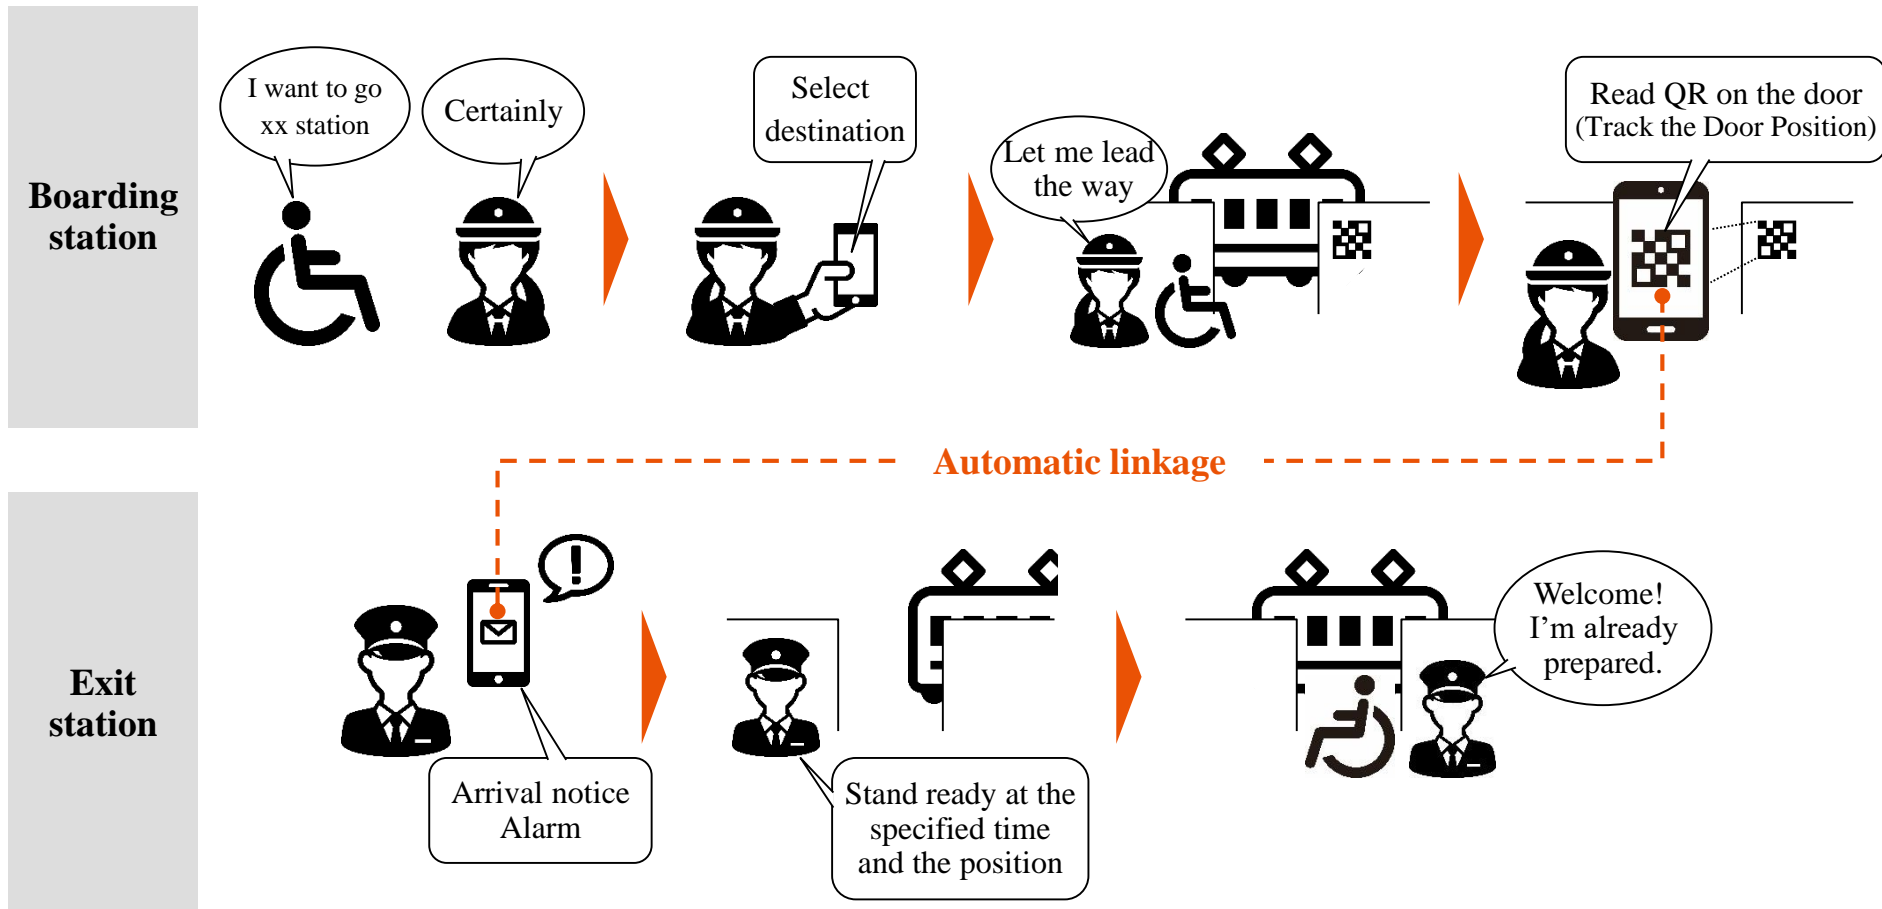 Boarding
station
I want to go
xx station
Certainly
Select
destination
Let me lead
the way
Read QR on the door
(Track the Door Position)
Automatic linkage
Exit
station
Arrival notice
Alarm
Stand ready at the
specified time
and the position
Welcome!
I’m already
prepared.